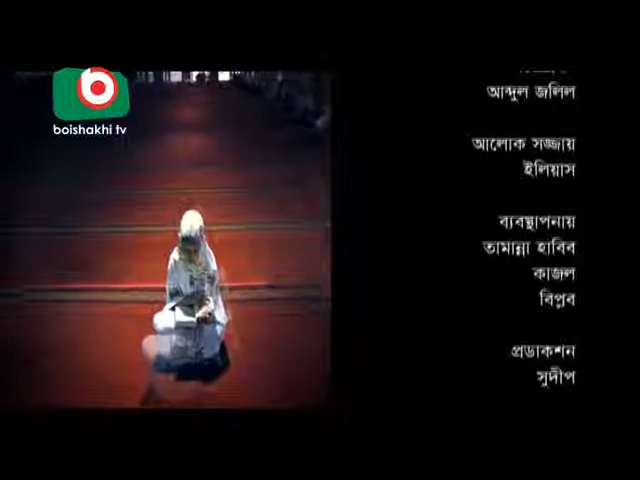 b
boishakhi tv
আব্দুল জলিল
আলোক সজ্জায়
ইলিয়াস
ব্যবস্থাপনায়
তামান্না হাবিব
কাজল
বিপ্লব
প্রডাকশন
সুদীপ